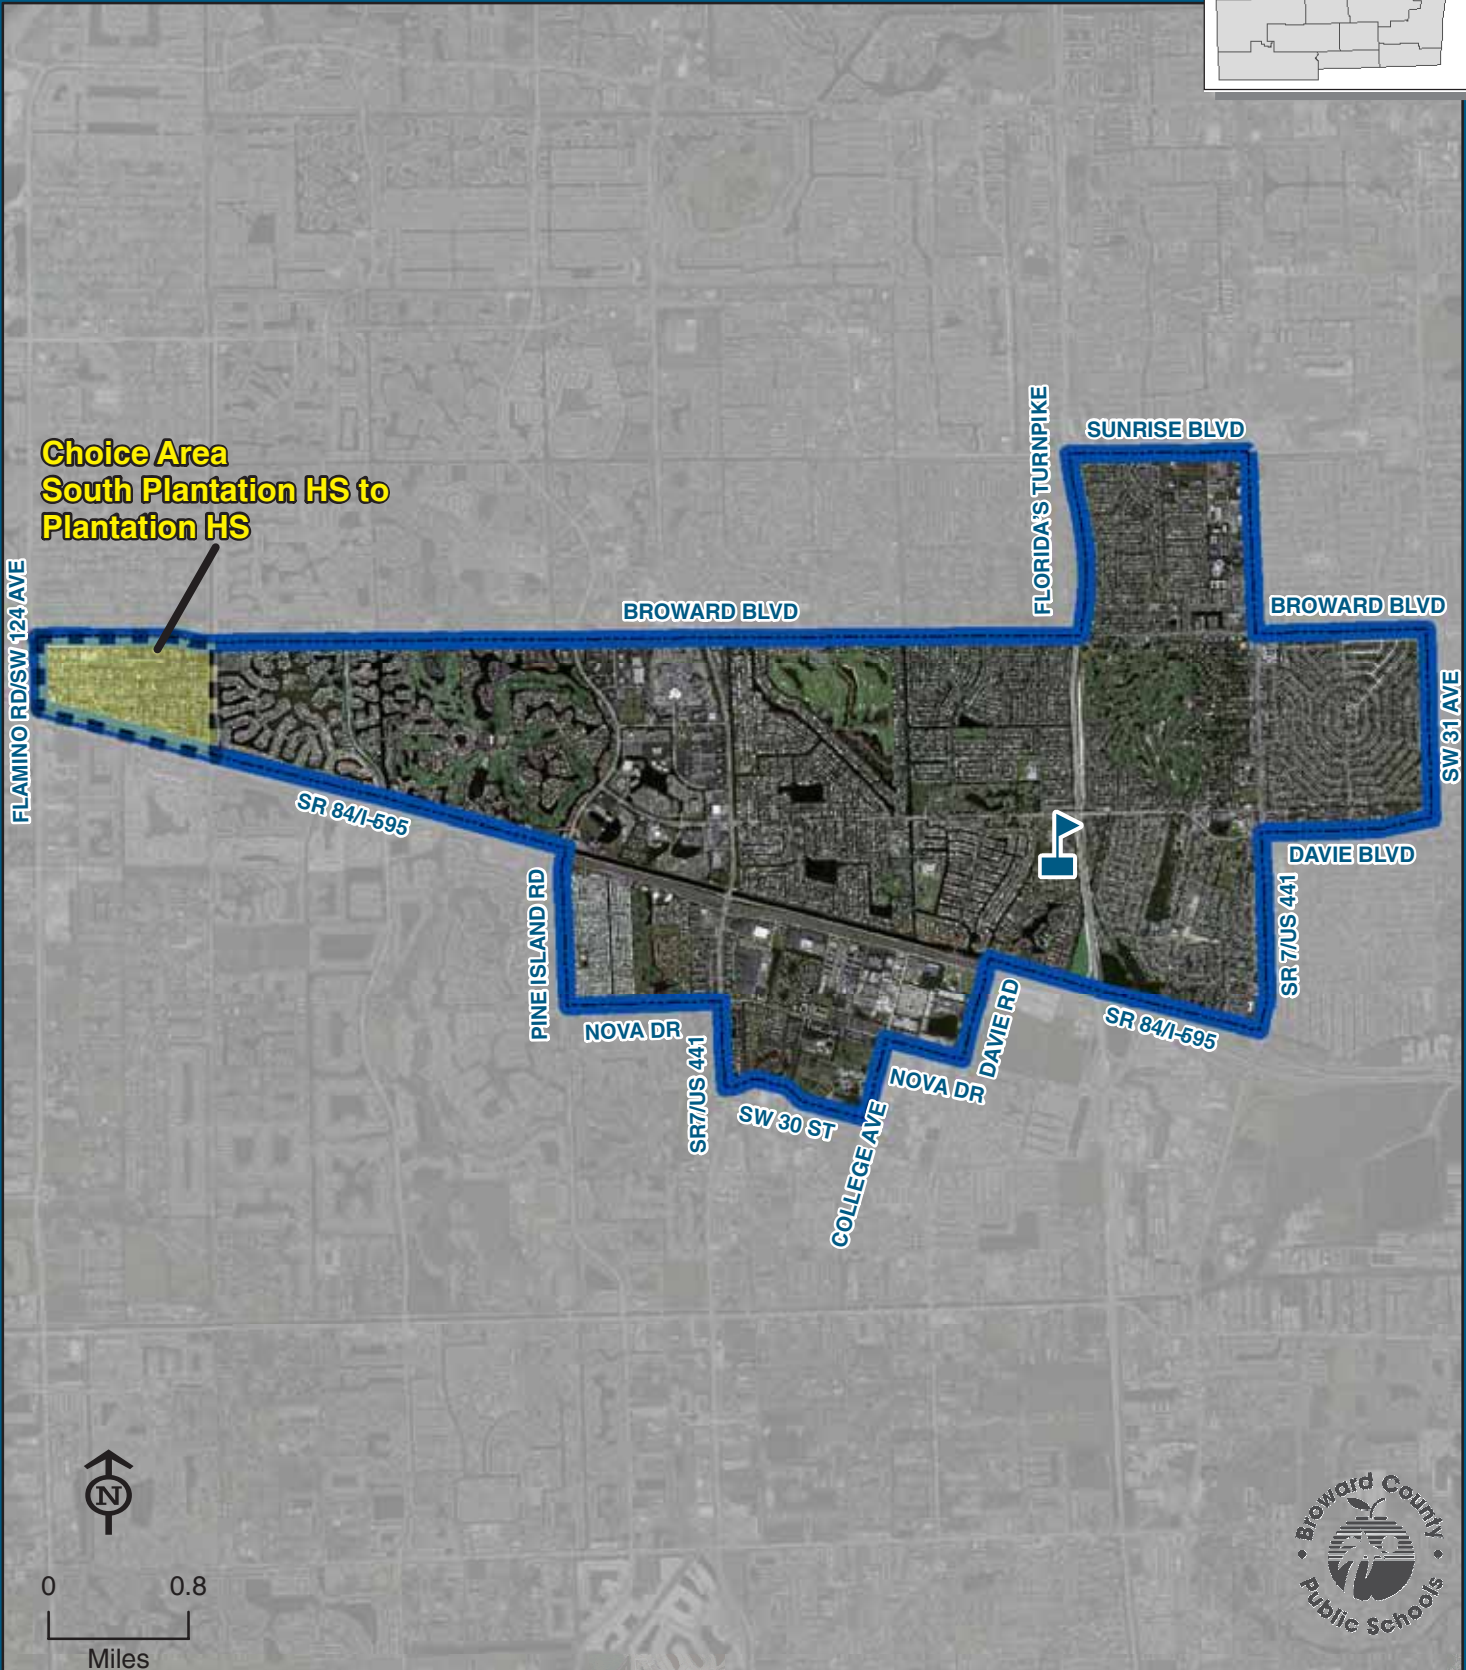 SUNRISE BLVD
FLORIDA'S TURNPIKE
Choice Area
South Plantation HS to
Plantation HS
FLAMINO RD/SW 124 AVE
BROWARD BLVD
BROWARD BLVD
SW 31 AVE
SR 84/I-595
DAVIE BLVD
PINE ISLAND RD
SR 7/US 441
NOVA DR
DAVIE RD
SR 84/I-595
SR7/US 441
NOVA DR
SW 30 ST
COLLEGE AVE
N
0 0.8
Miles
Broward County
Public Schools